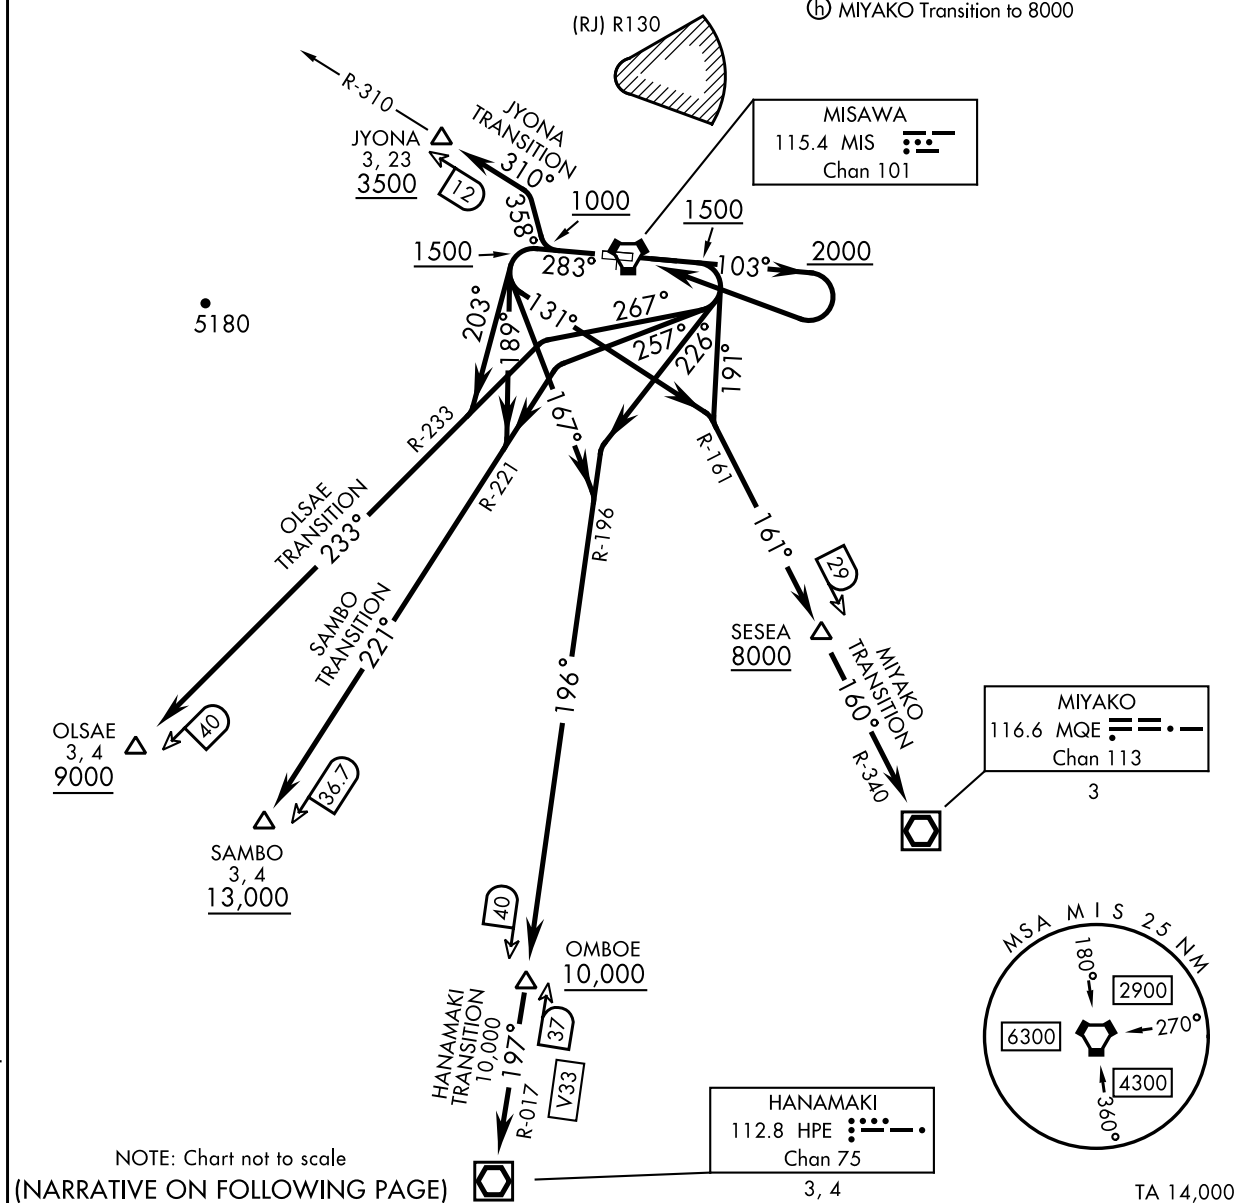 ⓗ MIYAKO Transition to 8000
(RJ) R130
R-310
JYONA
TRANSITION
310°
JYONA
3, 23
3500
12
358°
1000
MISAWA
115.4 MIS
Chan 101
1500
1500
283°
103°
2000
5180
203°
189°
131°
267°
257°
226°
191°
167°
R-233
R-221
R-196
R-161
OLSAE
TRANSITION
233°
SAMBO
TRANSITION
221°
161°
29
SESEA
8000
MIYAKO
TRANSITION
160°
R-340
196°
MIYAKO
116.6 MQE
Chan 113
3
OLSAE
3, 4
9000
40
36.7
SAMBO
3, 4
13,000
40
OMBOE
10,000
HANAMAKI
TRANSITION
10,000
197°
37
V33
R-017
MSA MIS 25 NM
180°
2900
6300
270°
4300
360°
HANAMAKI
112.8 HPE
Chan 75
3, 4
NOTE: Chart not to scale
(NARRATIVE ON FOLLOWING PAGE)
TA 14,000